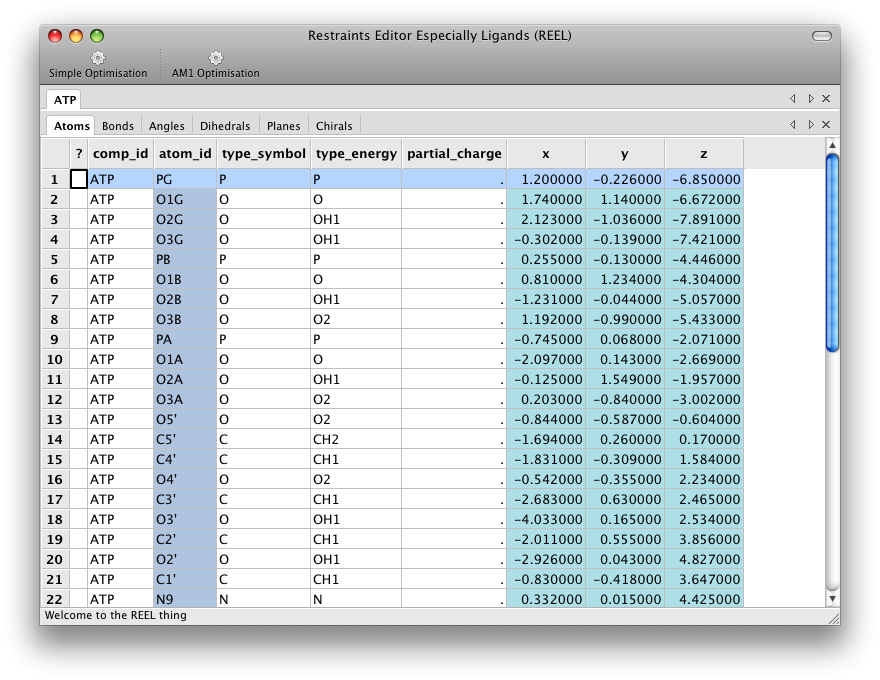 Restraints Editor Especially Ligands (REEL)
Simple Optimisation AM1 Optimisation
ATP
Atoms Bonds Angles Dihedrals Planes Chirals
? comp_id atom_id type_symbol type_energy partial_charge x y z
1 ATP PG P P . 1.200000 -0.226000 -6.850000
2 ATP O1G O O . 1.740000 1.140000 -6.672000
3 ATP O2G O OH1 . 2.123000 -1.036000 -7.891000
4 ATP O3G O OH1 . -0.302000 -0.139000 -7.421000
5 ATP PB P P . 0.255000 -0.130000 -4.446000
6 ATP O1B O O . 0.810000 1.234000 -4.304000
7 ATP O2B O OH1 . -1.231000 -0.044000 -5.057000
8 ATP O3B O O2 . 1.192000 -0.990000 -5.433000
9 ATP PA P P . -0.745000 0.068000 -2.071000
10 ATP O1A O O . -2.097000 0.143000 -2.669000
11 ATP O2A O OH1 . -0.125000 1.549000 -1.957000
12 ATP O3A O O2 . 0.203000 -0.840000 -3.002000
13 ATP O5' O O2 . -0.844000 -0.587000 -0.604000
14 ATP C5' C CH2 . -1.694000 0.260000 0.170000
15 ATP C4' C CH1 . -1.831000 -0.309000 1.584000
16 ATP O4' O O2 . -0.542000 -0.355000 2.234000
17 ATP C3' C CH1 . -2.683000 0.630000 2.465000
18 ATP O3' O OH1 . -4.033000 0.165000 2.534000
19 ATP C2' C CH1 . -2.011000 0.555000 3.856000
20 ATP O2' O OH1 . -2.926000 0.043000 4.827000
21 ATP C1' C CH1 . -0.830000 -0.418000 3.647000
22 ATP N9 N N . 0.332000 0.015000 4.425000
Welcome to the REEL thing